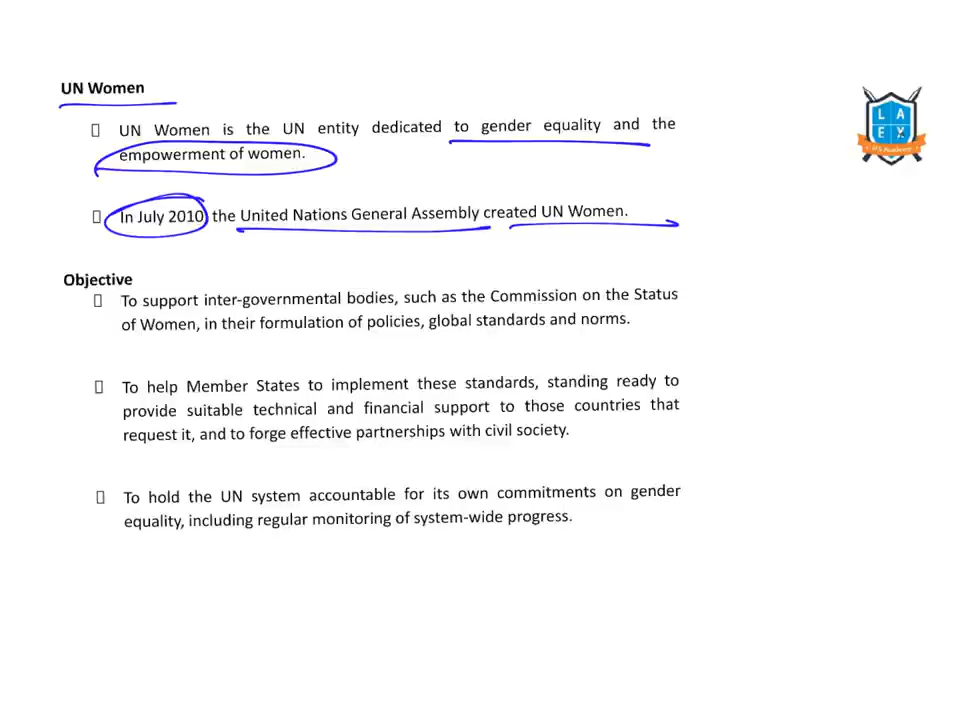 UN Women
UN Women is the UN entity dedicated to gender equality and the
empowerment of women.
In July 2010, the United Nations General Assembly created UN Women.
Objective
To support inter-governmental bodies, such as the Commission on the Status
of Women, in their formulation of policies, global standards and norms.
To help Member States to implement these standards, standing ready to
provide suitable technical and financial support to those countries that
request it, and to forge effective partnerships with civil society.
To hold the UN system accountable for its own commitments on gender
equality, including regular monitoring of system-wide progress.
L A
E X
Academy